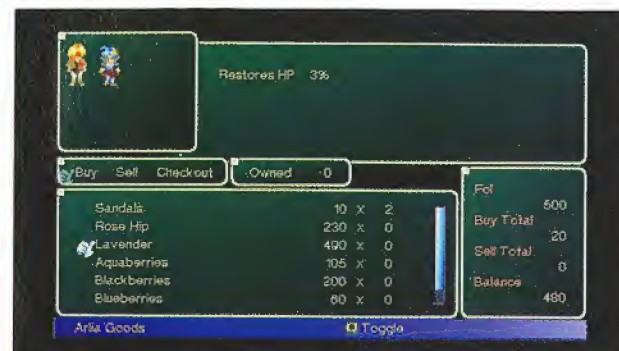 Restores HP 3%
Buy Sell Checkout
Owned 0
Sandals 10 X 2
Rose Hip 230 X 0
Lavender 490 X 0
Aquaberries 105 X 0
Blackberries 200 X 0
Blueberries 60 X 0
Fol
500
Buy Total
20
Sell Total
0
Balance
480
Arlia Goods
Toggle